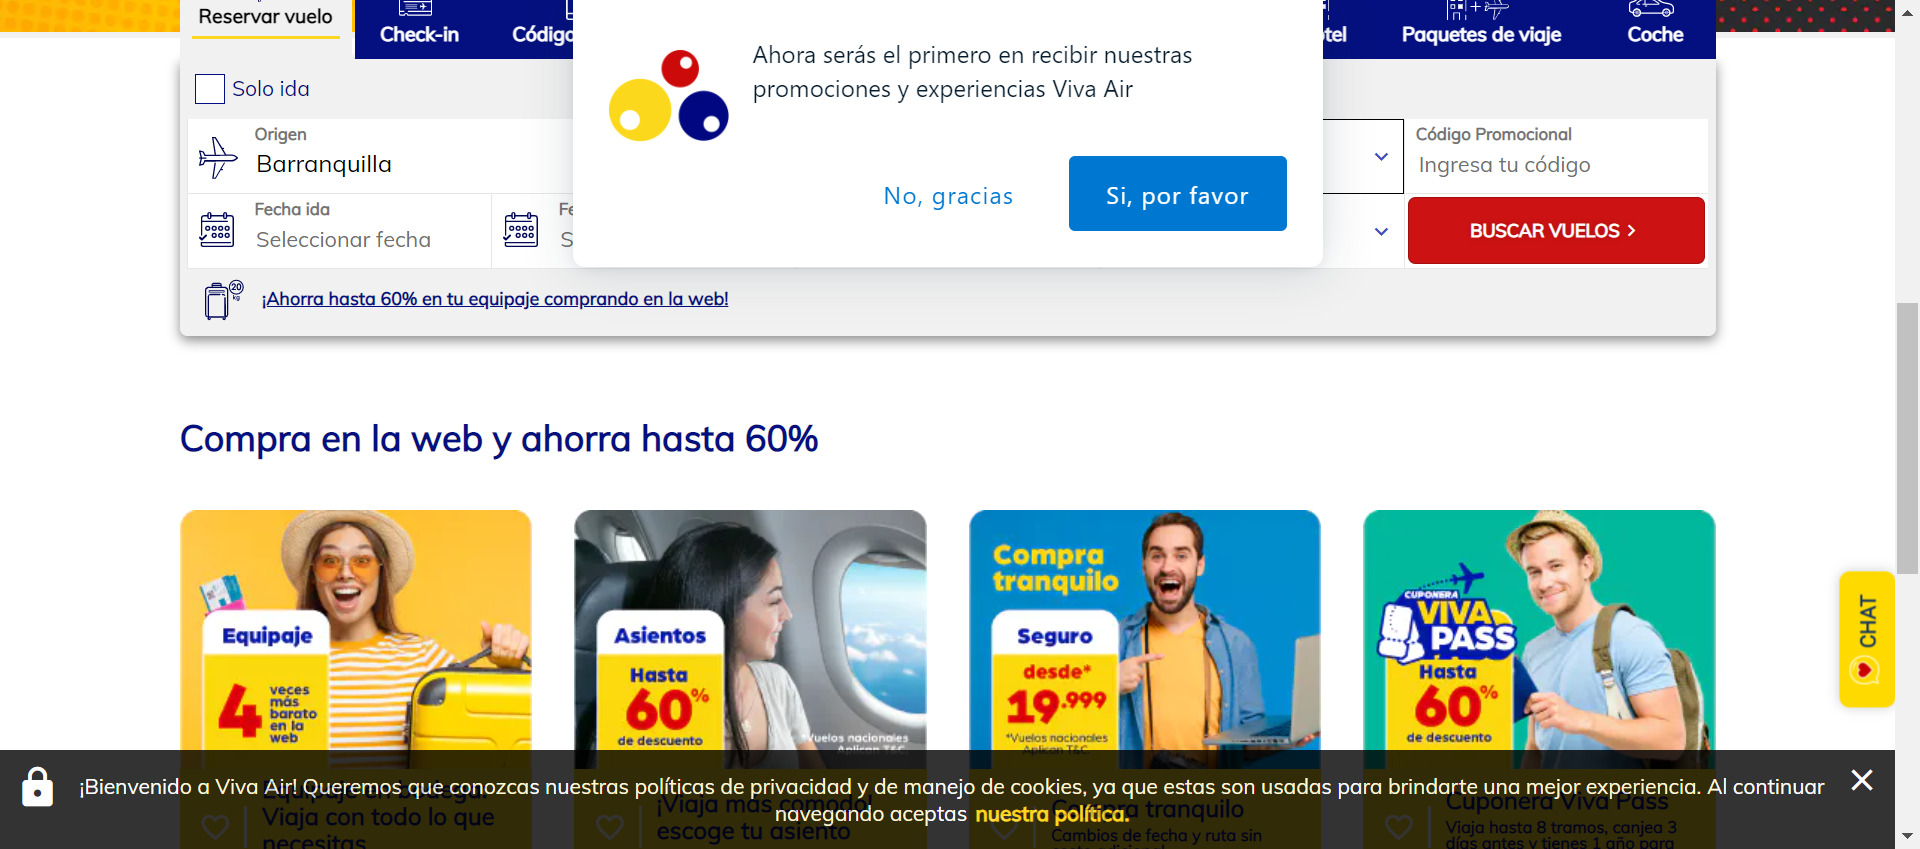 Reservar vuelo
Check-in
Código
tel
Paquetes de viaje
Coche
Ahora serás el primero en recibir nuestras
promociones y experiencias Viva Air
No, gracias
Si, por favor
Solo ida
Origen
Barranquilla
Código Promocional
Ingresa tu código
Fecha ida
Seleccionar fecha
Fe
S
BUSCAR VUELOS
20
kg
¡Ahorra hasta 60% en tu equipaje comprando en la web!
Compra en la web y ahorra hasta 60%
Equipaje
4 veces
más
barato
en la
web
Asientos
Hasta
60%
de descuento
*Vuelos nacionales
Aplican T&C
Compra
tranquilo
Seguro
desde*
19.999
*Vuelos nacionales
Aplican T&C
CUPONERA
VIVA
PASS
Hasta
60%
de descuento
CHAT
¡Bienvenido a Viva Air! Queremos que conozcas nuestras políticas de privacidad y de manejo de cookies, ya que estas son usadas para brindarte una mejor experiencia. Al continuar
navegando aceptas nuestra política.
Equipaje en bodega:
Viaja con todo lo que
necesitas
¡Viaja más cómodo!
escoge tu asiento
Compra tranquilo
Cambios de fecha y ruta sin
Cuponera Viva Pass
Viaja hasta 8 tramos, canjea 3
días antes y tienes 1 año para